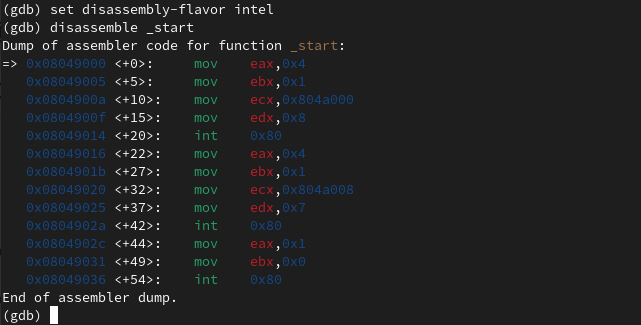 (gdb) set disassembly-flavor intel
(gdb) disassemble _start
Dump of assembler code for function _start:
=> 0x08049000 <+0>:     mov    eax,0x4
   0x08049005 <+5>:     mov    ebx,0x1
   0x0804900a <+10>:    mov    ecx,0x804a000
   0x0804900f <+15>:    mov    edx,0x8
   0x08049014 <+20>:    int    0x80
   0x08049016 <+22>:    mov    eax,0x4
   0x0804901b <+27>:    mov    ebx,0x1
   0x08049020 <+32>:    mov    ecx,0x804a008
   0x08049025 <+37>:    mov    edx,0x7
   0x0804902a <+42>:    int    0x80
   0x0804902c <+44>:    mov    eax,0x1
   0x08049031 <+49>:    mov    ebx,0x0
   0x08049036 <+54>:    int    0x80
End of assembler dump.
(gdb)